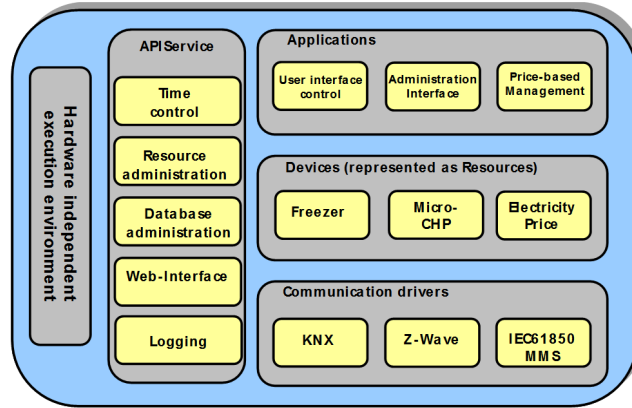 Hardware independent
execution environment
APIService
Time
control
Resource
administration
Database
administration
Web-Interface
Logging
Applications
User interface
control
Administration
Interface
Price-based
Management
Devices (represented as Resources)
Freezer
Micro-
CHP
Electricity
Price
Communication drivers
KNX
Z-Wave
IEC61850
MMS